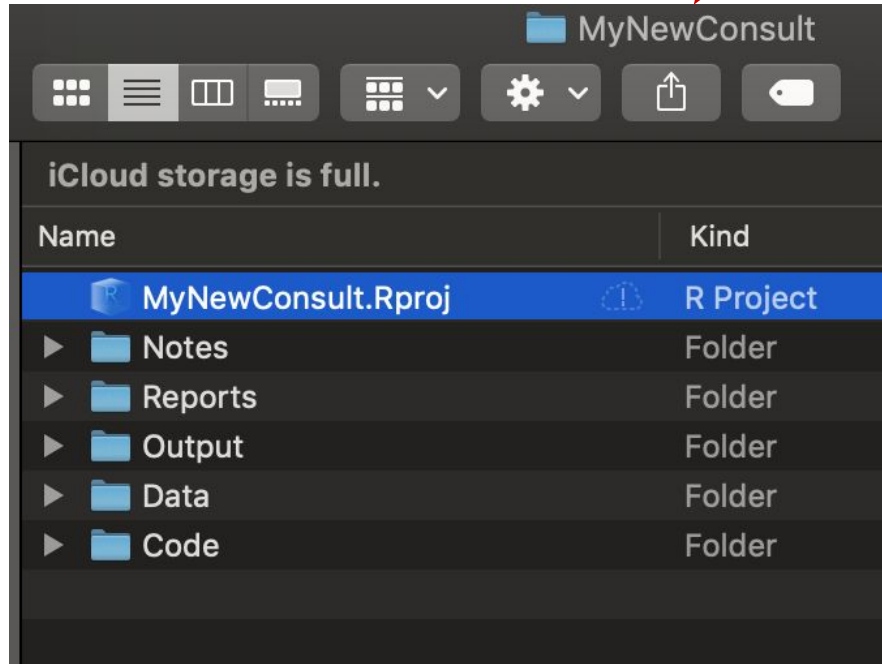 MyNewConsult
iCloud storage is full.
Name Kind
MyNewConsult.Rproj R Project
Notes Folder
Reports Folder
Output Folder
Data Folder
Code Folder